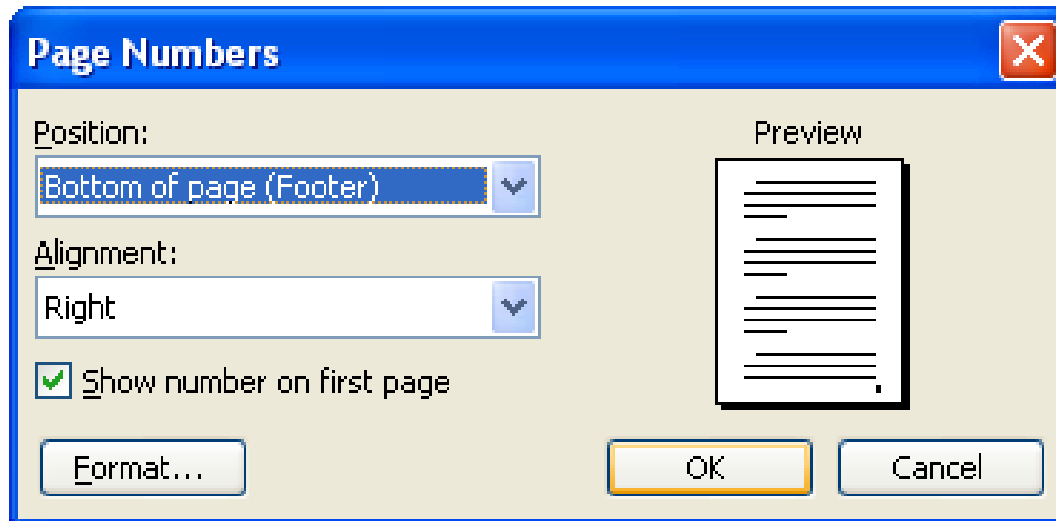 Page Numbers
Position:
Bottom of page (Footer)
Alignment:
Right
Show number on first page
Format...
Preview
OK
Cancel